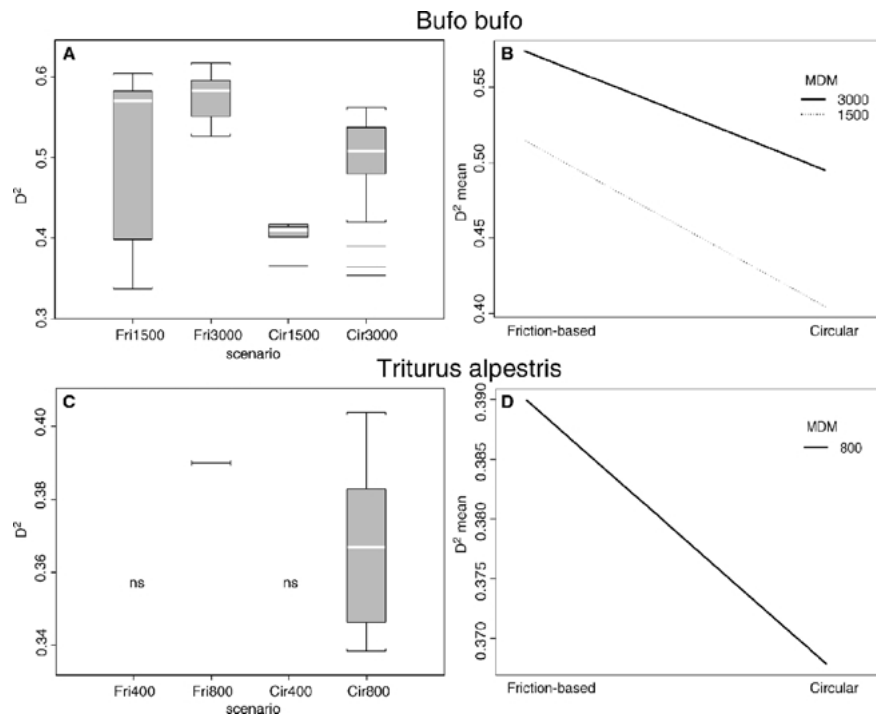 Bufo bufo
A
D²
0.6
0.5
0.4
0.3
Fri1500 Fri3000 Cir1500 Cir3000
scenario
B
MDM
3000
1500
D² mean
0.55
0.50
0.45
0.40
Friction-based Circular
Triturus alpestris
C
D²
0.40
0.38
0.36
0.34
ns ns
Fri400 Fri800 Cir400 Cir800
scenario
D
MDM
800
D² mean
0.390
0.385
0.380
0.375
0.370
Friction-based Circular